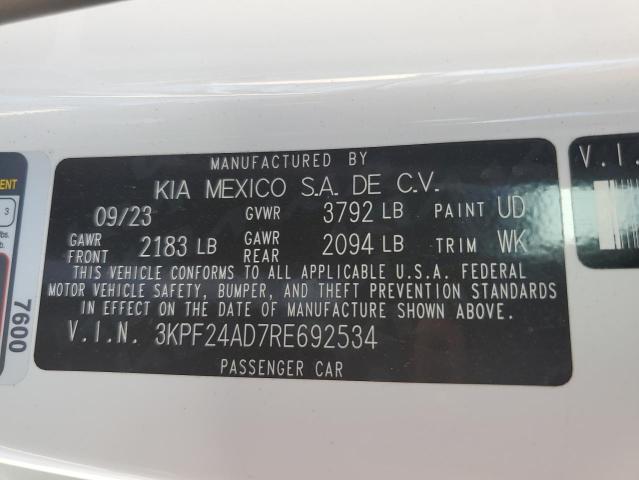 MANUFACTURED BY
KIA MEXICO S.A. DE C.V.
09/23 GVWR 3792 LB PAINT UD
GAWR FRONT 2183 LB GAWR REAR 2094 LB TRIM WK
THIS VEHICLE CONFORMS TO ALL APPLICABLE U.S.A. FEDERAL
MOTOR VEHICLE SAFETY, BUMPER, AND THEFT PREVENTION STANDARDS
IN EFFECT ON THE DATE OF MANUFACTURE SHOWN ABOVE.
V.I.N. 3KPF24AD7RE692534
PASSENGER CAR
3
7600
V.I.